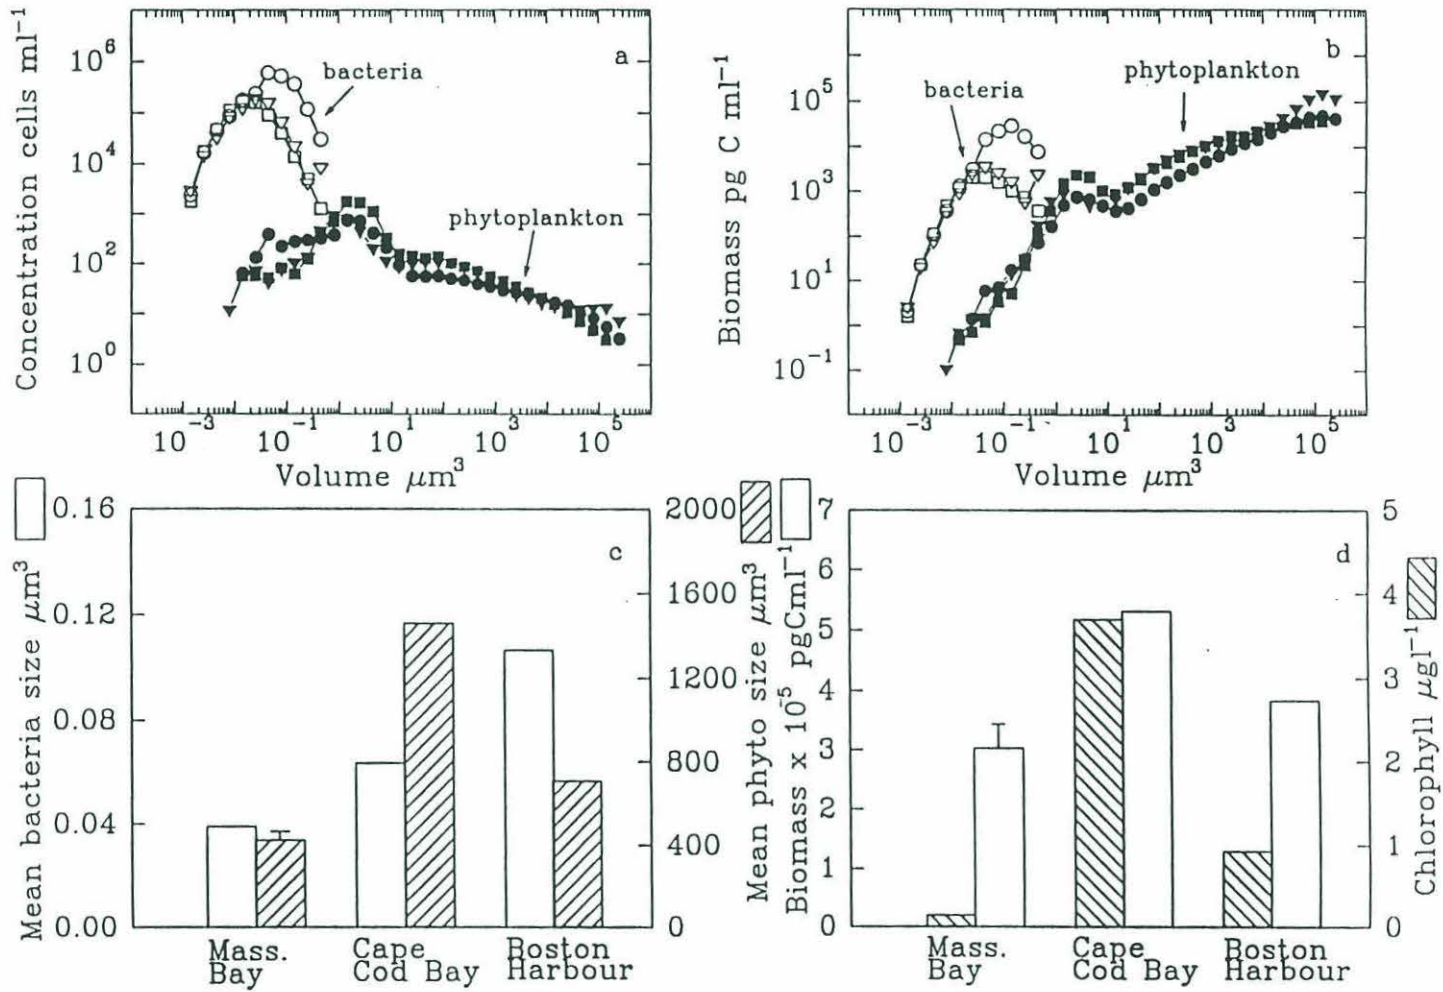 Concentration cells ml⁻¹
10⁶
10⁴
10²
10⁰
a
bacteria
phytoplankton
10⁻³ 10⁻¹ 10¹ 10³ 10⁵
Volume μm³
Biomass pg C ml⁻¹
10⁵
10³
10¹
10⁻¹
b
bacteria
phytoplankton
10⁻³ 10⁻¹ 10¹ 10³ 10⁵
Volume μm³
Mean bacteria size μm³
0.16
0.12
0.08
0.04
0.00
c
2000
1600
1200
800
400
0
Mean phyto size μm³
Mass.
Bay
Cape
Cod Bay
Boston
Harbour
Biomass x 10⁻⁵ pgCml⁻¹
7
6
5
4
3
2
1
0
d
5
4
3
2
1
0
Chlorophyll μgl⁻¹
Mass.
Bay
Cape
Cod Bay
Boston
Harbour